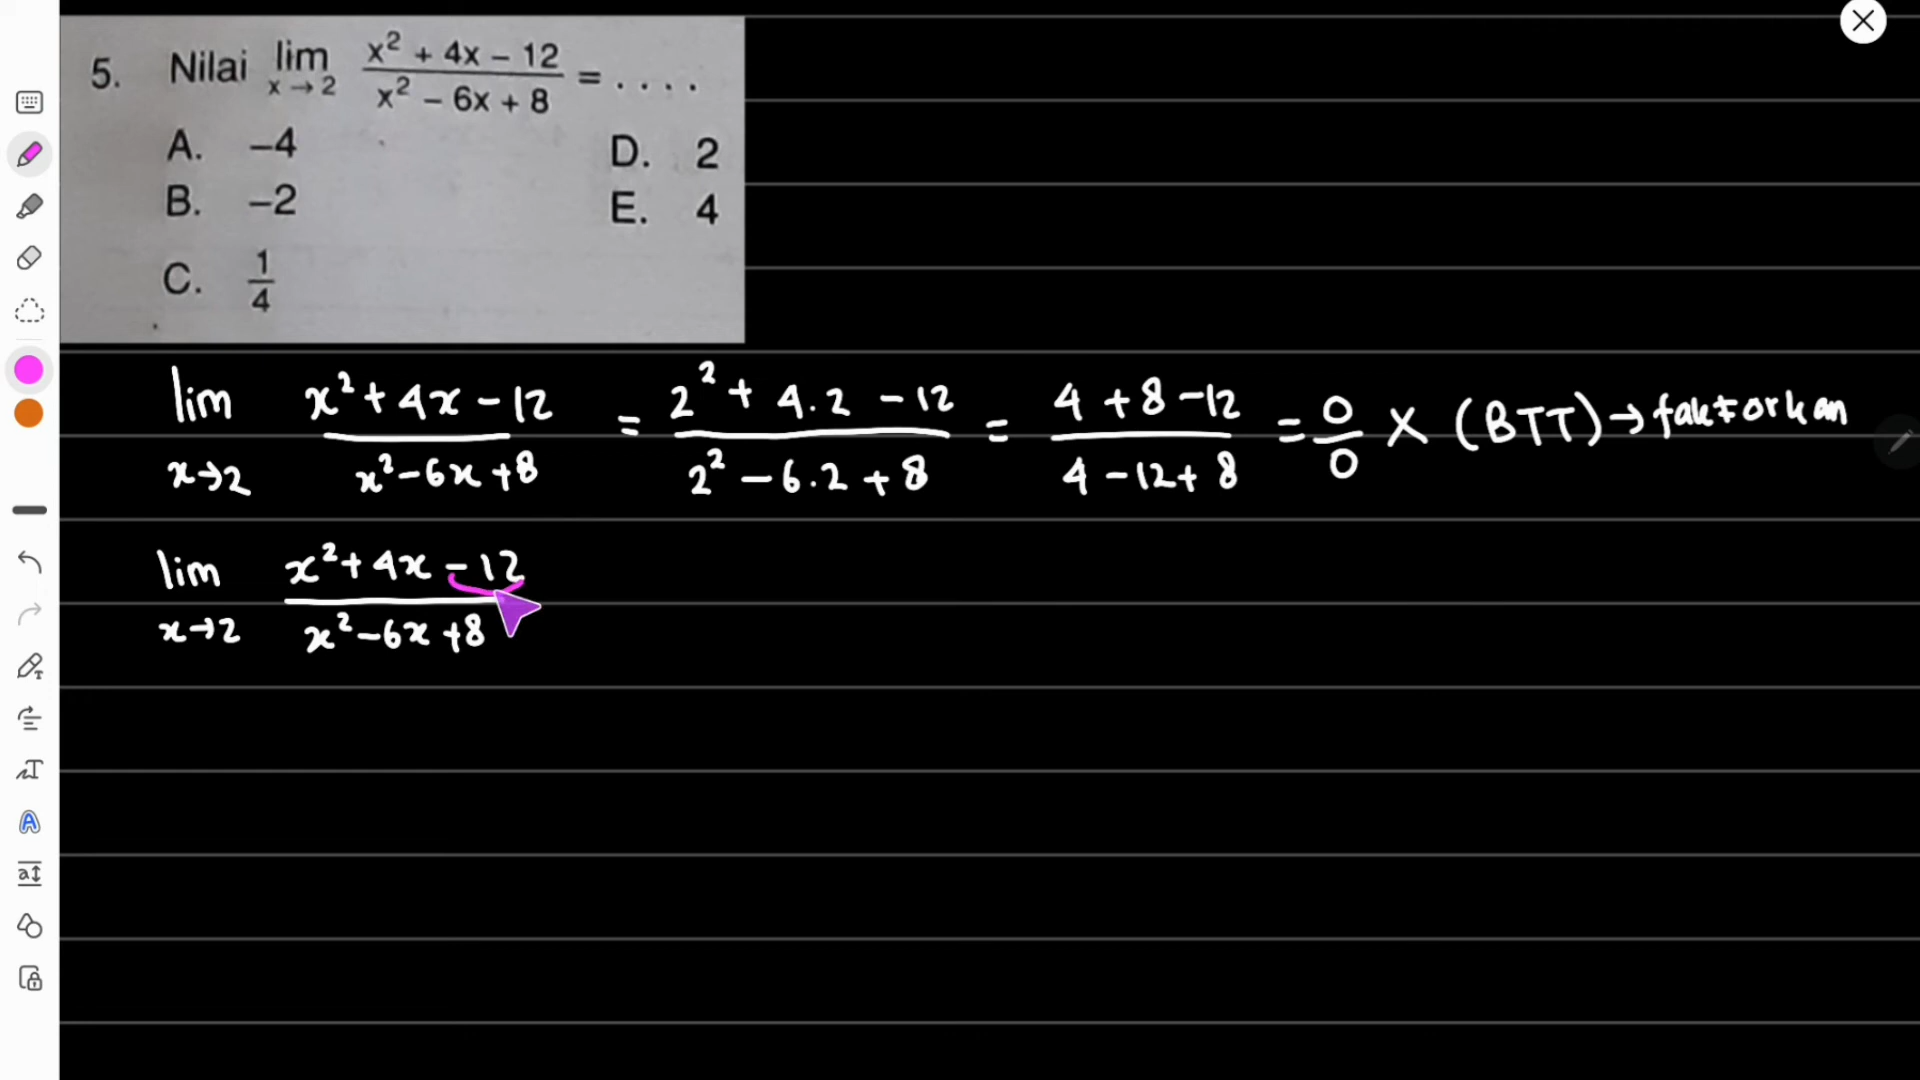 5. Nilai lim x→2 (x² + 4x – 12)/(x² – 6x + 8) = . . . .
A. –4
B. –2
C. 1/4
D. 2
E. 4
lim x→2 (x²+4x-12)/(x²-6x+8) = (2²+4.2-12)/(2²-6.2+8) = (4+8-12)/(4-12+8) = 0/0 X (BTT) → faktorkan
lim x→2 (x²+4x-12)/(x²-6x+8)